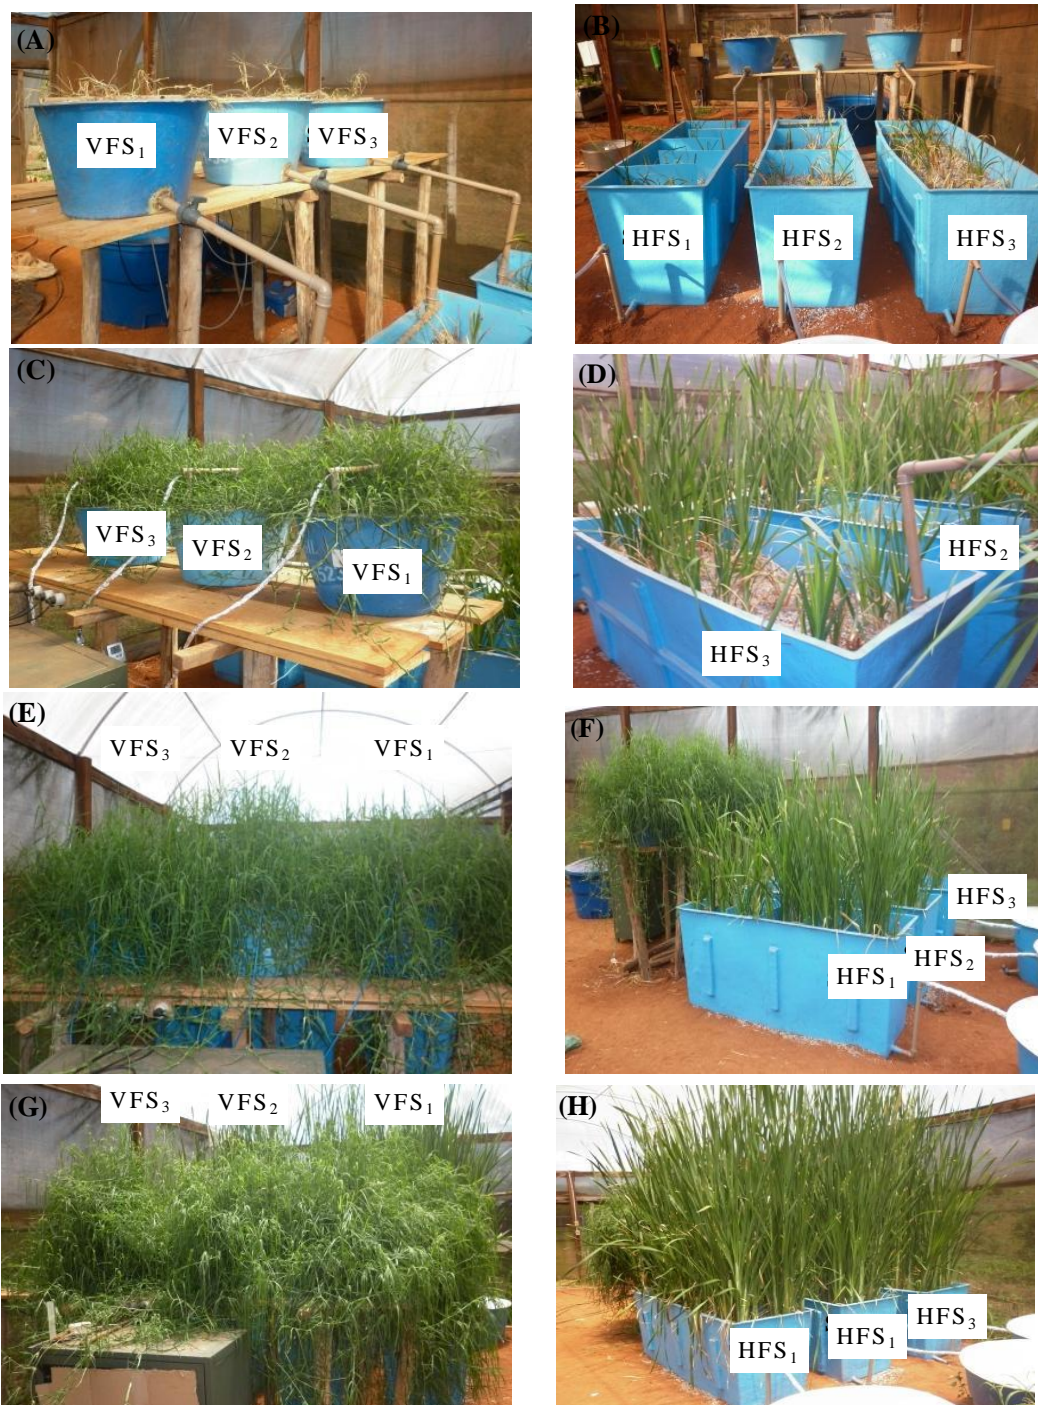 (A)
VFS₁
VFS₂
VFS₃
(B)
HFS₁
HFS₂
HFS₃
(C)
VFS₃
VFS₂
VFS₁
(D)
HFS₂
HFS₃
(E)
VFS₃
VFS₂
VFS₁
(F)
HFS₃
HFS₂
HFS₁
(G)
VFS₃
VFS₂
VFS₁
(H)
HFS₁
HFS₁
HFS₃